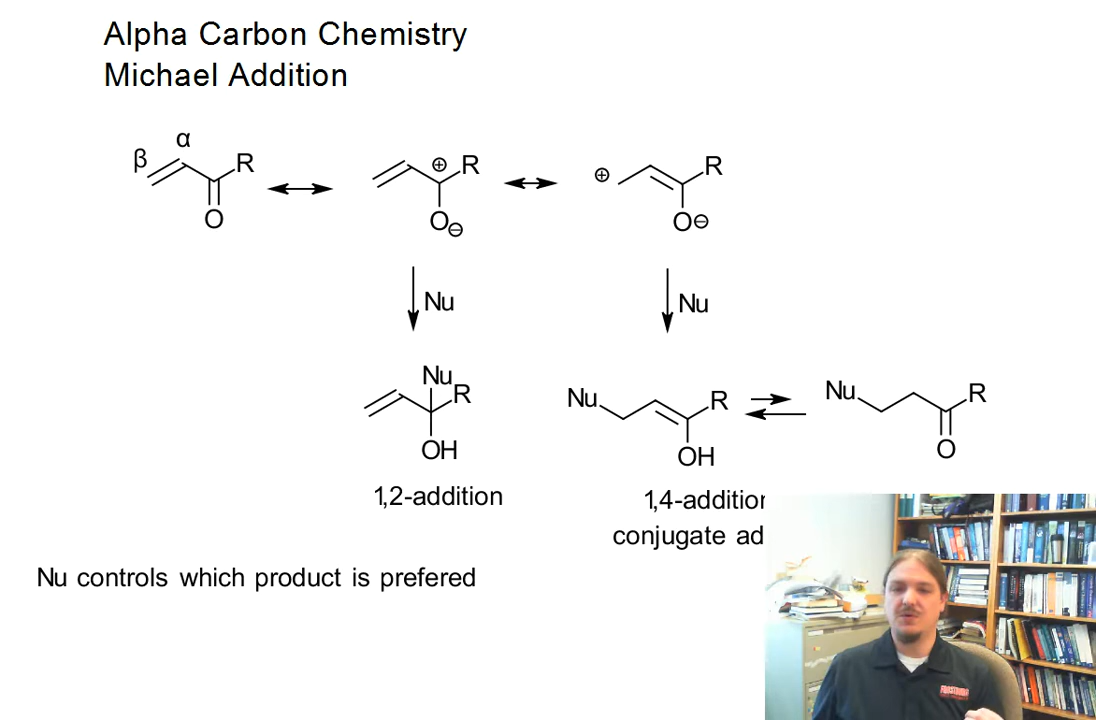 Alpha Carbon Chemistry
Michael Addition
β α R O
⊕ R O ⊖
⊕ R O⊖
Nu
Nu
Nu R OH
Nu R OH
Nu R O
1,2-addition
1,4-addition
conjugate ad
Nu controls which product is prefered